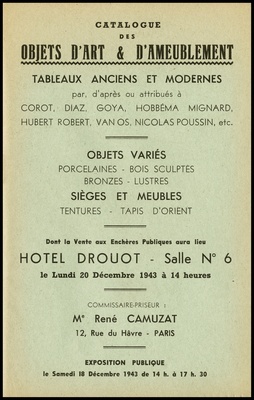 CATALOGUE
DES
OBJETS D'ART & D'AMEUBLEMENT
TABLEAUX ANCIENS ET MODERNES
par, d'après ou attribués à
COROT, DIAZ, GOYA, HOBBÉMA MIGNARD,
HUBERT ROBERT, VAN OS, NICOLAS POUSSIN, etc.
OBJETS VARIÉS
PORCELAINES - BOIS SCULPTÉS
BRONZES - LUSTRES
SIÈGES ET MEUBLES
TENTURES - TAPIS D'ORIENT
Dont la Vente aux Enchères Publiques aura lieu
HOTEL DROUOT - Salle N° 6
le Lundi 20 Décembre 1943 à 14 heures
COMMISSAIRE-PRISEUR :
Me René CAMUZAT
12, Rue du Hâvre - PARIS
EXPOSITION PUBLIQUE
le Samedi 18 Décembre 1943 de 14 h. à 17 h. 30